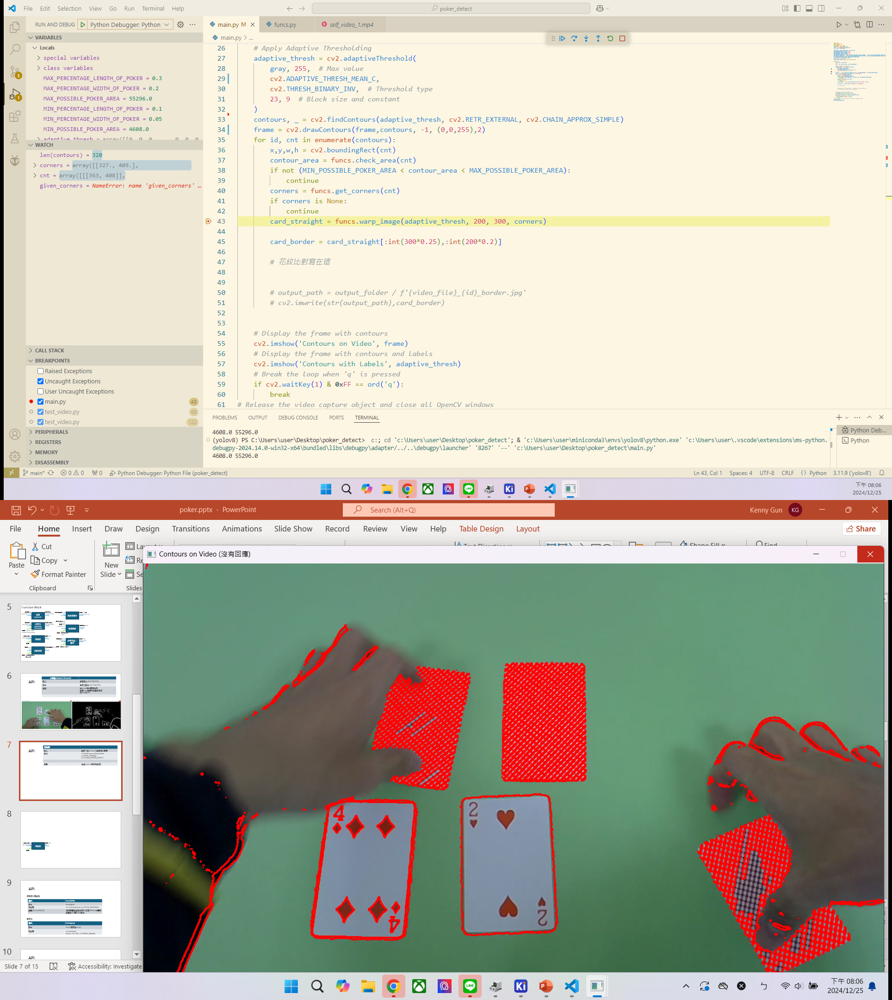 File Edit Selection View Go Run Terminal Help
poker_detect
RUN AND DEBUG Python Debugger: Python
main.py M
funcs.py
self_video_1.mp4
main.py > ...
VARIABLES
Locals
special variables
class variables
MAX_PERCENTAGE_LENGTH_OF_POKER = 0.3
MAX_PERCENTAGE_WIDTH_OF_POKER = 0.2
MAX_POSSIBLE_POKER_AREA = 55296.0
MIN_PERCENTAGE_LENGTH_OF_POKER = 0.1
MIN_PERCENTAGE_WIDTH_OF_POKER = 0.05
MIN_POSSIBLE_POKER_AREA = 4608.0
adaptive_thresh = array([[0, 0, 0, ..., 0, 0, 0
WATCH
len(contours) = 320
corners = array([[327., 409.],
cnt = array([[[363, 408]],
given_corners = NameError: name 'given_corners' …
CALL STACK
BREAKPOINTS
Raised Exceptions
Uncaught Exceptions
User Uncaught Exceptions
main.py 43
test_video.py 68
test_video.py 122
PERIPHERALS
REGISTERS
MEMORY
DISASSEMBLY
3
1
26 # Apply Adaptive Thresholding
27 adaptive_thresh = cv2.adaptiveThreshold(
28 gray, 255, # Max value
29 cv2.ADAPTIVE_THRESH_MEAN_C,
30 cv2.THRESH_BINARY_INV, # Threshold type
31 23, 9 # Block size and constant
32 )
33 contours, _ = cv2.findContours(adaptive_thresh, cv2.RETR_EXTERNAL, cv2.CHAIN_APPROX_SIMPLE)
34 frame = cv2.drawContours(frame,contours, -1, (0,0,255),2)
35 for id, cnt in enumerate(contours):
36 x,y,w,h = cv2.boundingRect(cnt)
37 contour_area = funcs.check_area(cnt)
38 if not (MIN_POSSIBLE_POKER_AREA < contour_area < MAX_POSSIBLE_POKER_AREA):
39 continue
40 corners = funcs.get_corners(cnt)
41 if corners is None:
42 continue
43 card_straight = funcs.warp_image(adaptive_thresh, 200, 300, corners)
44
45 card_border = card_straight[:int(300*0.25),:int(200*0.2)]
46
47 # 花紋比對寫在這
48
49
50 # output_path = output_folder / f'{video_file}_{id}_border.jpg'
51 # cv2.imwrite(str(output_path),card_border)
52
53
54 # Display the frame with contours
55 cv2.imshow('Contours on Video', frame)
56 # Display the frame with contours and labels
57 cv2.imshow('Contours with Labels', adaptive_thresh)
58 # Break the loop when 'q' is pressed
59 if cv2.waitKey(1) & 0xFF == ord('q'):
60 break
61 # Release the video capture object and close all OpenCV windows
PROBLEMS OUTPUT DEBUG CONSOLE PORTS TERMINAL
4608.0 55296.0
(yolov8) PS C:\Users\user\Desktop\poker_detect> c:; cd 'c:\Users\user\Desktop\poker_detect'; & 'c:\Users\user\miniconda3\envs\yolov8\python.exe' 'c:\Users\user\.vscode\extensions\ms-python.
debugpy-2024.14.0-win32-x64\bundled\libs\debugpy\adapter/../..\debugpy\launcher' '8267' '--' 'c:\Users\user\Desktop\poker_detect\main.py'
4608.0 55296.0
Python Deb...
Python
main* 0 0 0 Python Debugger: Python File (poker_detect)
Ln 43, Col 1 Spaces: 4 UTF-8 CRLF Python 3.11.9 ('yolov8')
下午 08:06
2024/12/25
poker.pptx - PowerPoint
Search (Alt+Q)
Kenny Gun KG
File Home Insert Draw Design Transitions Animations Slide Show Record Review View Help Table Design Layout
Share
Paste
Cut
Copy
Format Painter
Clipboard
New
Slide
Slides
Text Direction
Shape Fill
Find
Contours on Video (沒有回應)
5
Function Block
6
API
7
API
8
9
API
10
API
4
4
2
2
Slide 7 of 15
Accessibility: Investigate
下午 08:06
2024/12/25